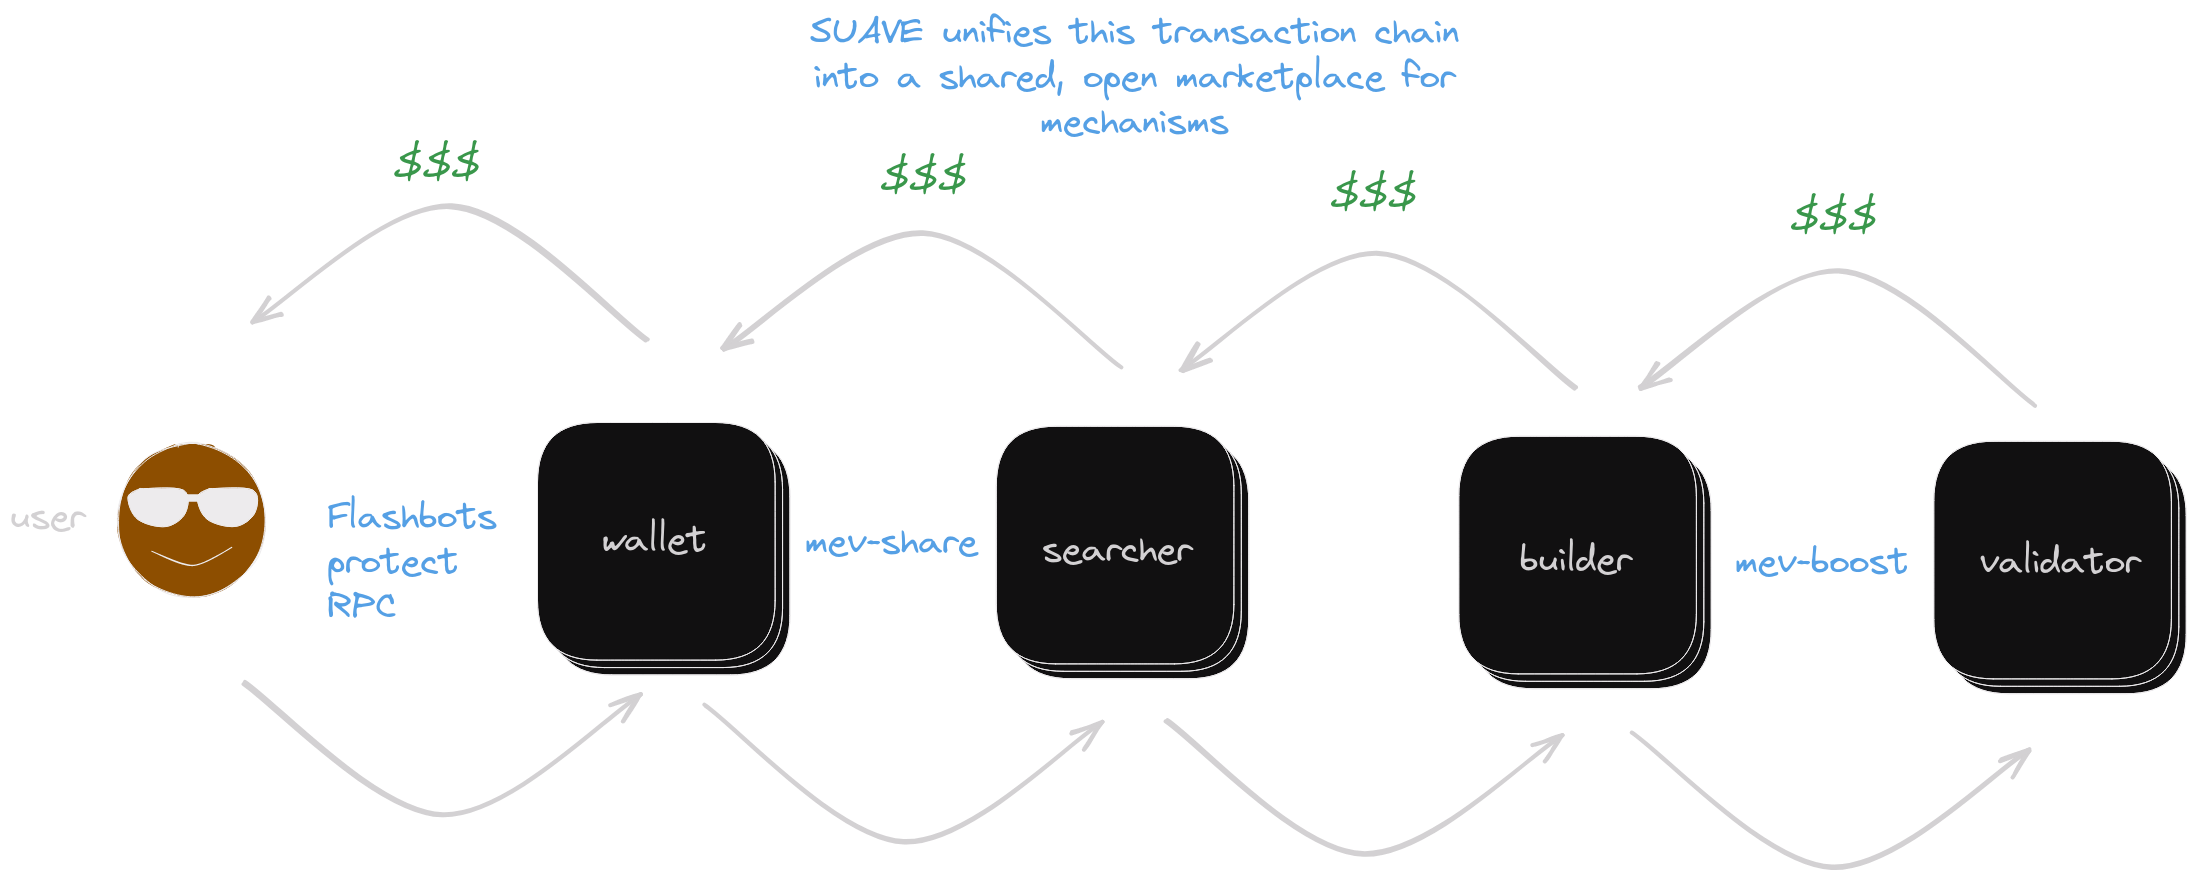 SUAVE unifies this transaction chain
into a shared, open marketplace for
mechanisms
$$$
$$$
$$$
$$$
user
Flashbots
protect
RPC
wallet
mev-share
searcher
builder
mev-boost
validator